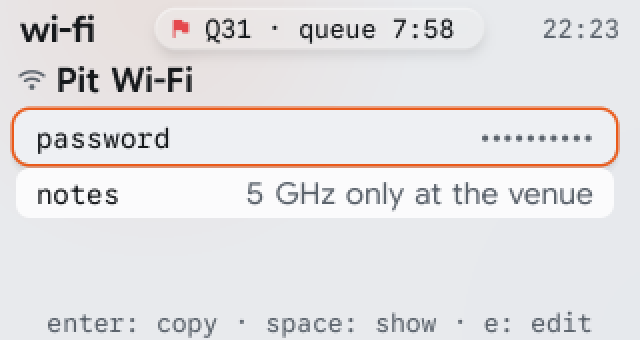 wi-fi Q31 · queue 7:58 22:23
Pit Wi-Fi
password ••••••••••
notes 5 GHz only at the venue
enter: copy · space: show · e: edit